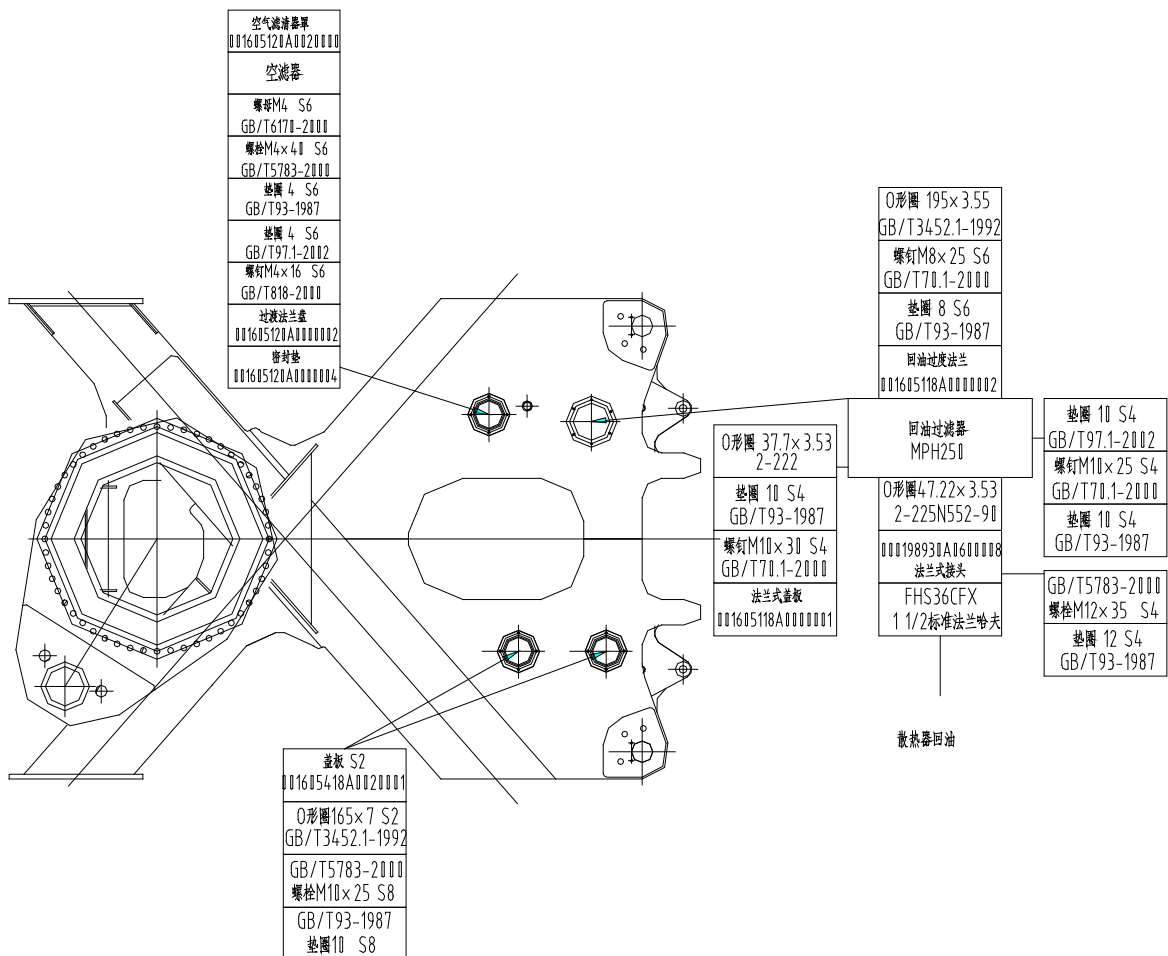 空气滤清器罩
001605120A0020000
空滤器
螺母M4 S6
GB/T6170-2000
螺栓M4×40 S6
GB/T5783-2000
垫圈 4 S6
GB/T93-1987
垫圈 4 S6
GB/T97.1-2002
螺钉M4×16 S6
GB/T818-2000
过渡法兰盘
001605120A0000002
密封垫
001605120A0000004
O形圈 195×3.55
GB/T3452.1-1992
螺钉M8×25 S6
GB/T70.1-2000
垫圈 8 S6
GB/T93-1987
回油过度法兰
001605118A0000002
回油过滤器
MPH250
O形圈47.22×3.53
2-225N552-90
000198930A0600008
法兰式接头
FHS36CFX
1 1/2标准法兰哈夫
散热器回油
O形圈 37.7×3.53
2-222
垫圈 10 S4
GB/T93-1987
螺钉M10×30 S4
GB/T70.1-2000
法兰式盖板
001605118A0000001
垫圈 10 S4
GB/T97.1-2002
螺钉M10×25 S4
GB/T70.1-2000
垫圈 10 S4
GB/T93-1987
GB/T5783-2000
螺栓M12×35 S4
垫圈 12 S4
GB/T93-1987
盖板 S2
001605418A0020001
O形圈165×7 S2
GB/T3452.1-1992
GB/T5783-2000
螺栓M10×25 S8
GB/T93-1987
垫圈10 S8